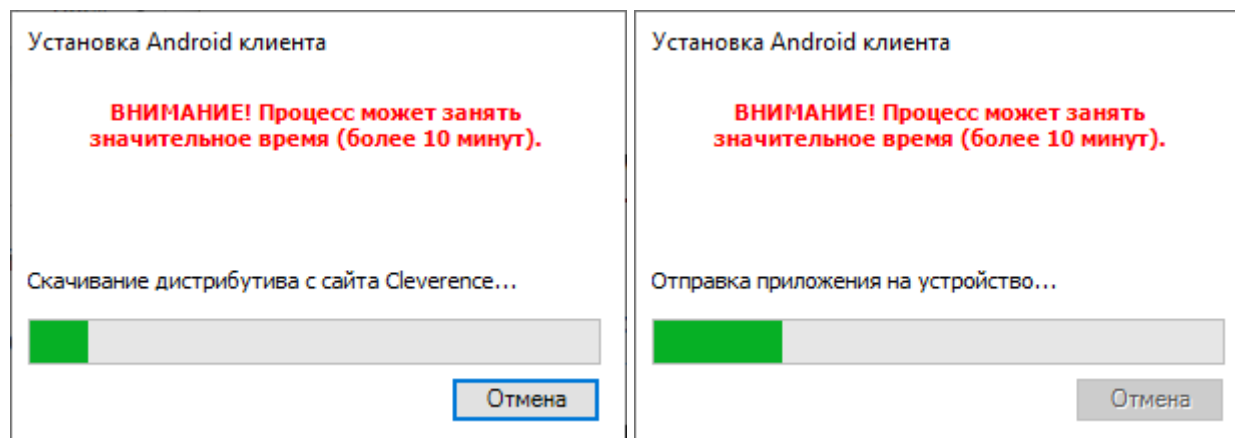 Установка Android клиента
ВНИМАНИЕ! Процесс может занять
значительное время (более 10 минут).
Скачивание дистрибутива с сайта Cleverence...
Отмена
Установка Android клиента
ВНИМАНИЕ! Процесс может занять
значительное время (более 10 минут).
Отправка приложения на устройство...
Отмена